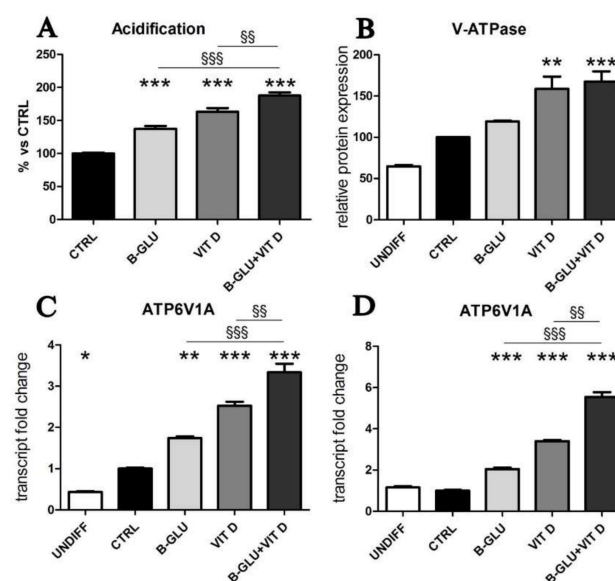 A
Acidification
§§
§§§
*** *** ***
% vs CTRL
200
150
100
50
0
CTRL
B-GLU
VIT D
B-GLU+VIT D
B
V-ATPase
** ***
relative protein expression
200
150
100
50
0
UNDIFF
CTRL
B-GLU
VIT D
B-GLU+VIT D
C
ATP6V1A
§§
§§§
* ** *** ***
transcript fold change
4
3
2
1
0
UNDIFF
CTRL
B-GLU
VIT D
B-GLU+VIT D
D
ATP6V1A
§§
§§§
*** *** ***
transcript fold change
8
6
4
2
0
UNDIFF
CTRL
B-GLU
VIT D
B-GLU+VIT D